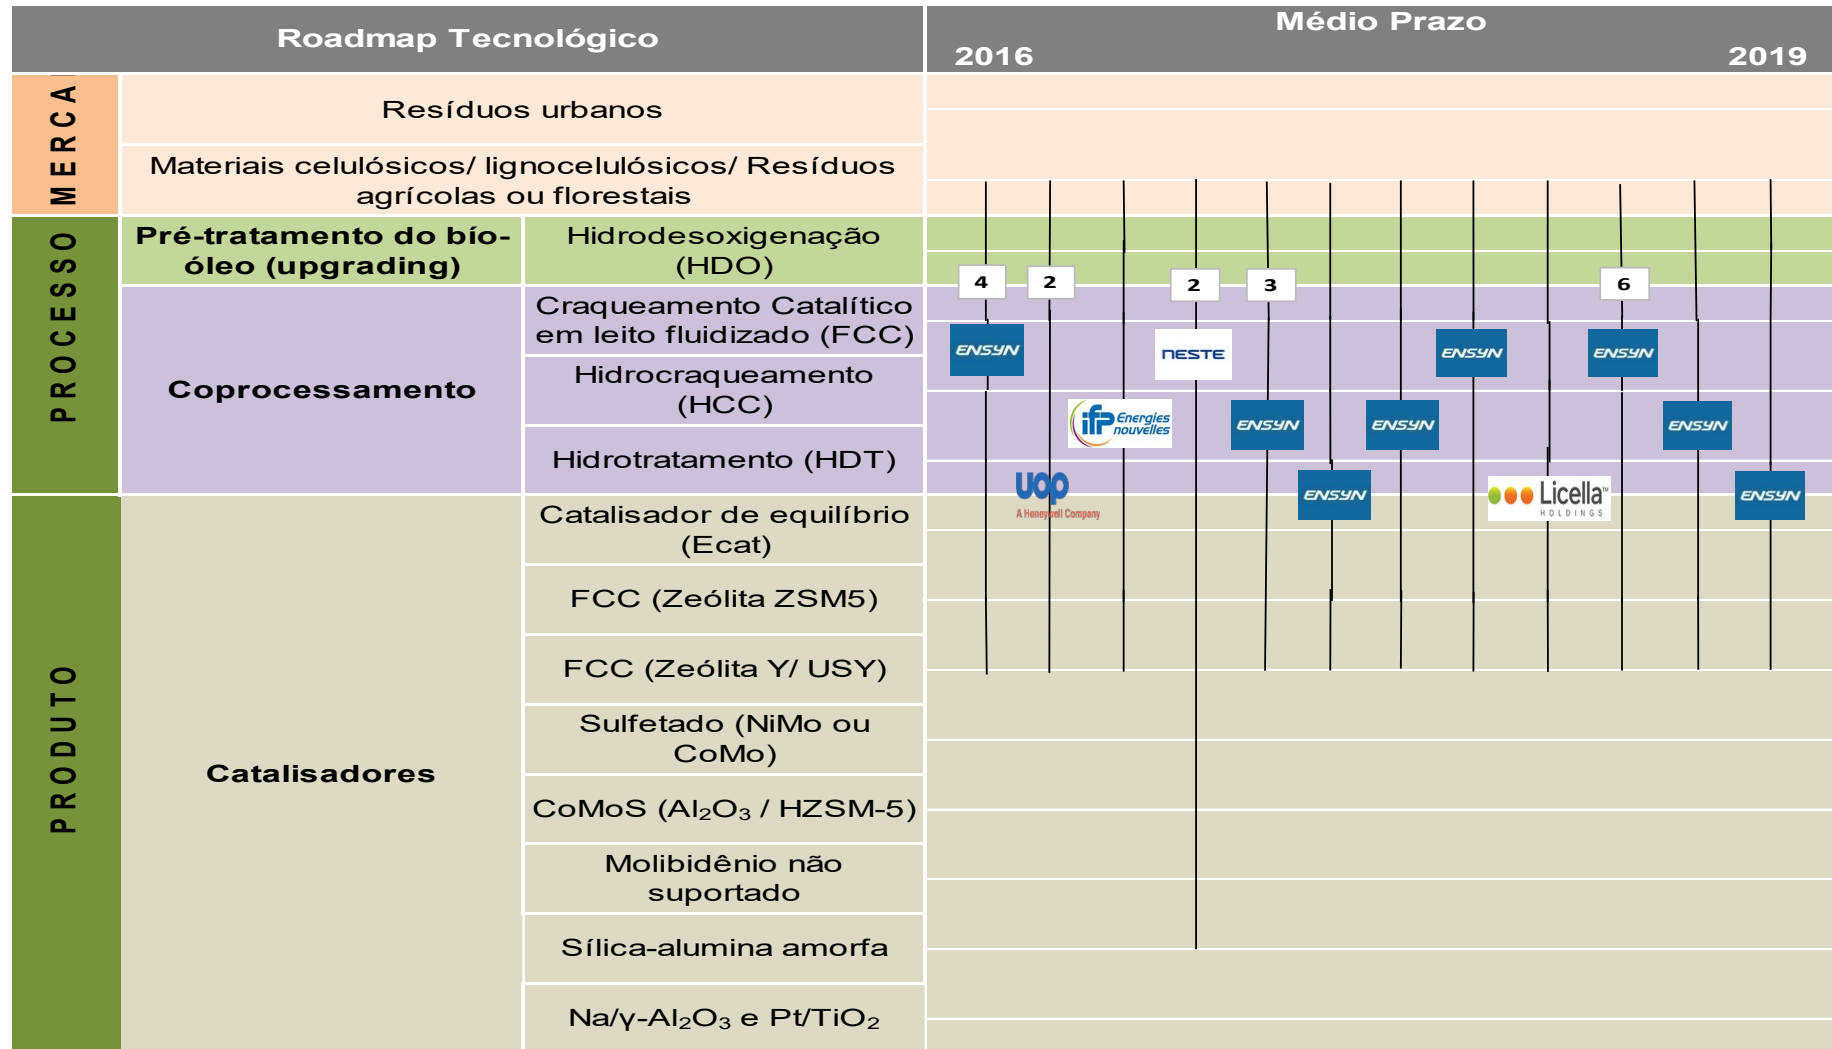 Roadmap Tecnológico
Médio Prazo
2016
2019
MERCA
Resíduos urbanos
Materiais celulósicos/ lignocelulósicos/ Resíduos
agrícolas ou florestais
PROCESSO
Pré-tratamento do bío-
óleo (upgrading)
Hidrodesoxigenação
(HDO)
4
2
2
3
6
Coprocessamento
Craqueamento Catalítico
em leito fluidizado (FCC)
ENSYN
NESTE
ENSYN
ENSYN
Hidrocraqueamento
(HCC)
ifp Energies
nouvelles
ENSYN
ENSYN
ENSYN
Hidrotratamento (HDT)
uop
A Honeywell Company
ENSYN
Licella™
HOLDINGS
ENSYN
PRODUTO
Catalisadores
Catalisador de equilíbrio
(Ecat)
FCC (Zeólita ZSM5)
FCC (Zeólita Y/ USY)
Sulfetado (NiMo ou
CoMo)
CoMoS (Al₂O₃ / HZSM-5)
Molibidênio não
suportado
Sílica-alumina amorfa
Na/γ-Al₂O₃ e Pt/TiO₂